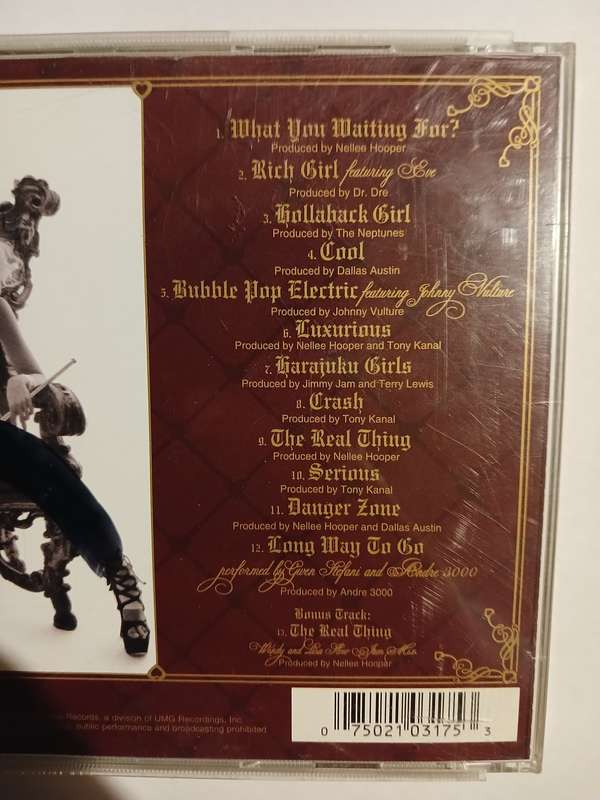 1. What You Waiting For?
Produced by Nellee Hooper
2. Rich Girl featuring Eve
Produced by Dr. Dre
3. Hollaback Girl
Produced by The Neptunes
4. Cool
Produced by Dallas Austin
5. Bubble Pop Electric featuring Johnny Vulture
Produced by Johnny Vulture
6. Luxurious
Produced by Nellee Hooper and Tony Kanal
7. Harajuku Girls
Produced by Jimmy Jam and Terry Lewis
8. Crash
Produced by Tony Kanal
9. The Real Thing
Produced by Nellee Hooper
10. Serious
Produced by Tony Kanal
11. Danger Zone
Produced by Nellee Hooper and Dallas Austin
12. Long Way To Go
performed by Gwen Stefani and Andre 3000
Produced by Andre 3000
Bonus Track:
13. The Real Thing
Wendy and Lisa Slow Jam Mix
Produced by Nellee Hooper
Records, a division of UMG Recordings, Inc.
public performance and broadcasting prohibited
0 75021 03175 3